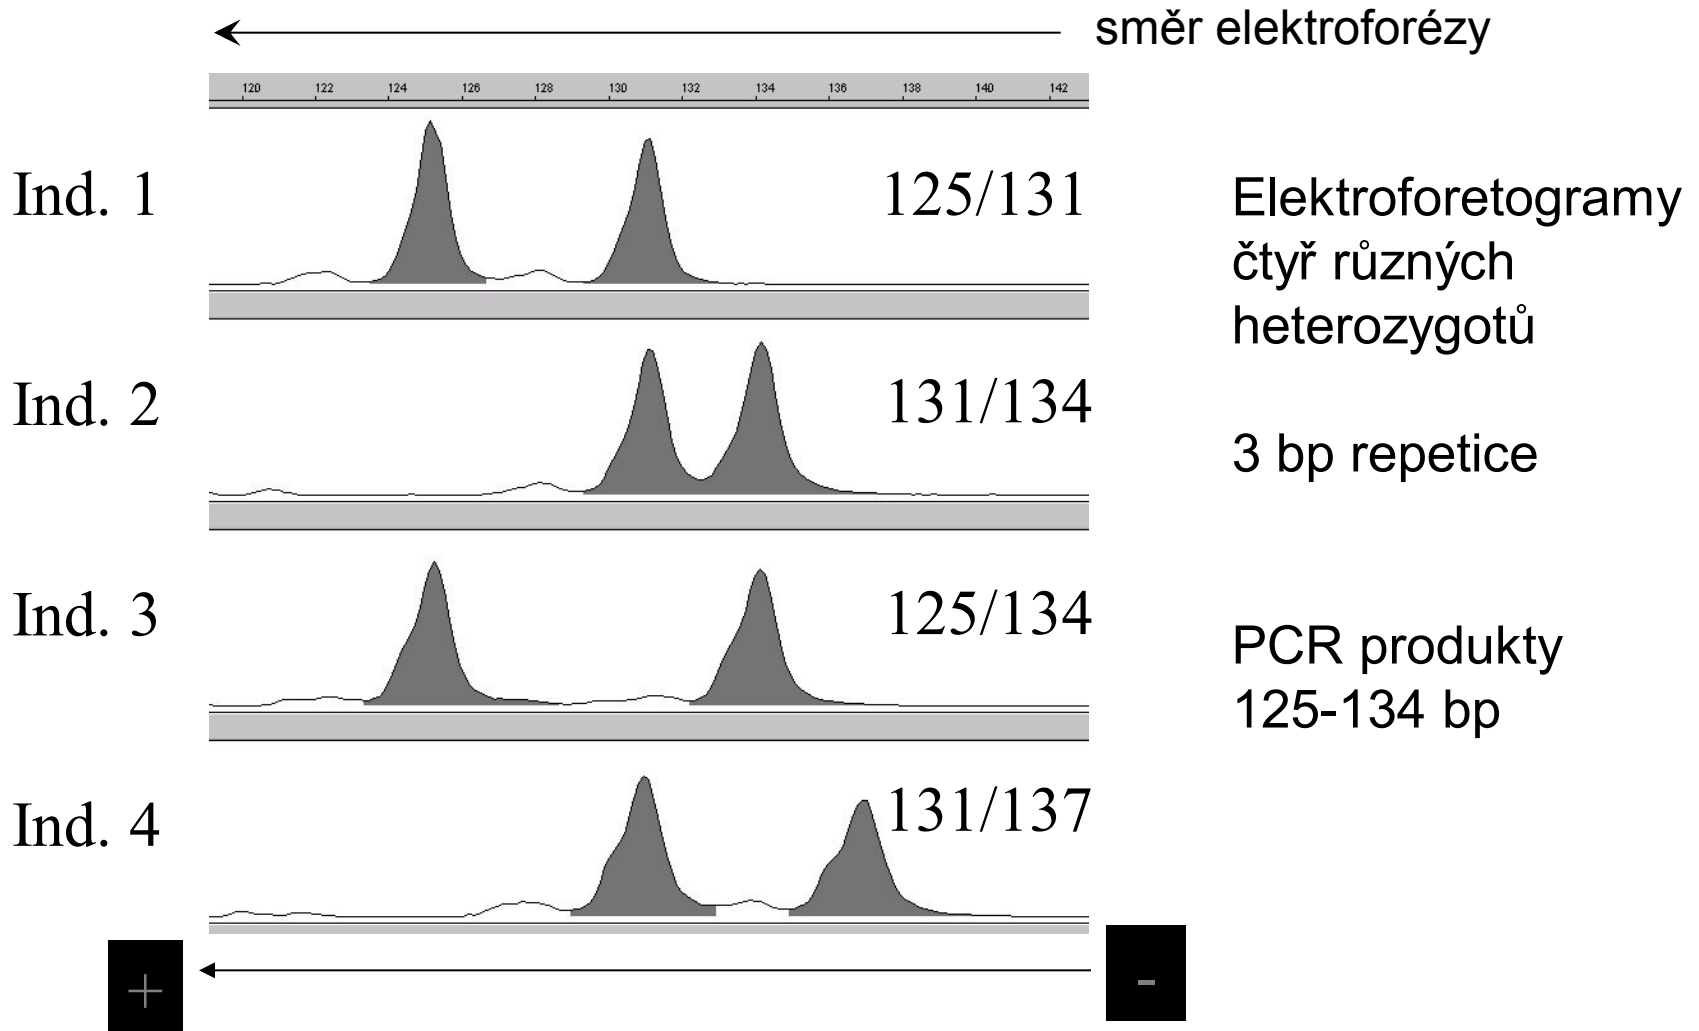 směr elektroforézy
120 122 124 126 128 130 132 134 136 138 140 142
Ind. 1
125/131
Ind. 2
131/134
Ind. 3
125/134
Ind. 4
131/137
Elektroforetogramy
čtyř různých
heterozygotů
3 bp repetice
PCR produkty
125-134 bp
+
-